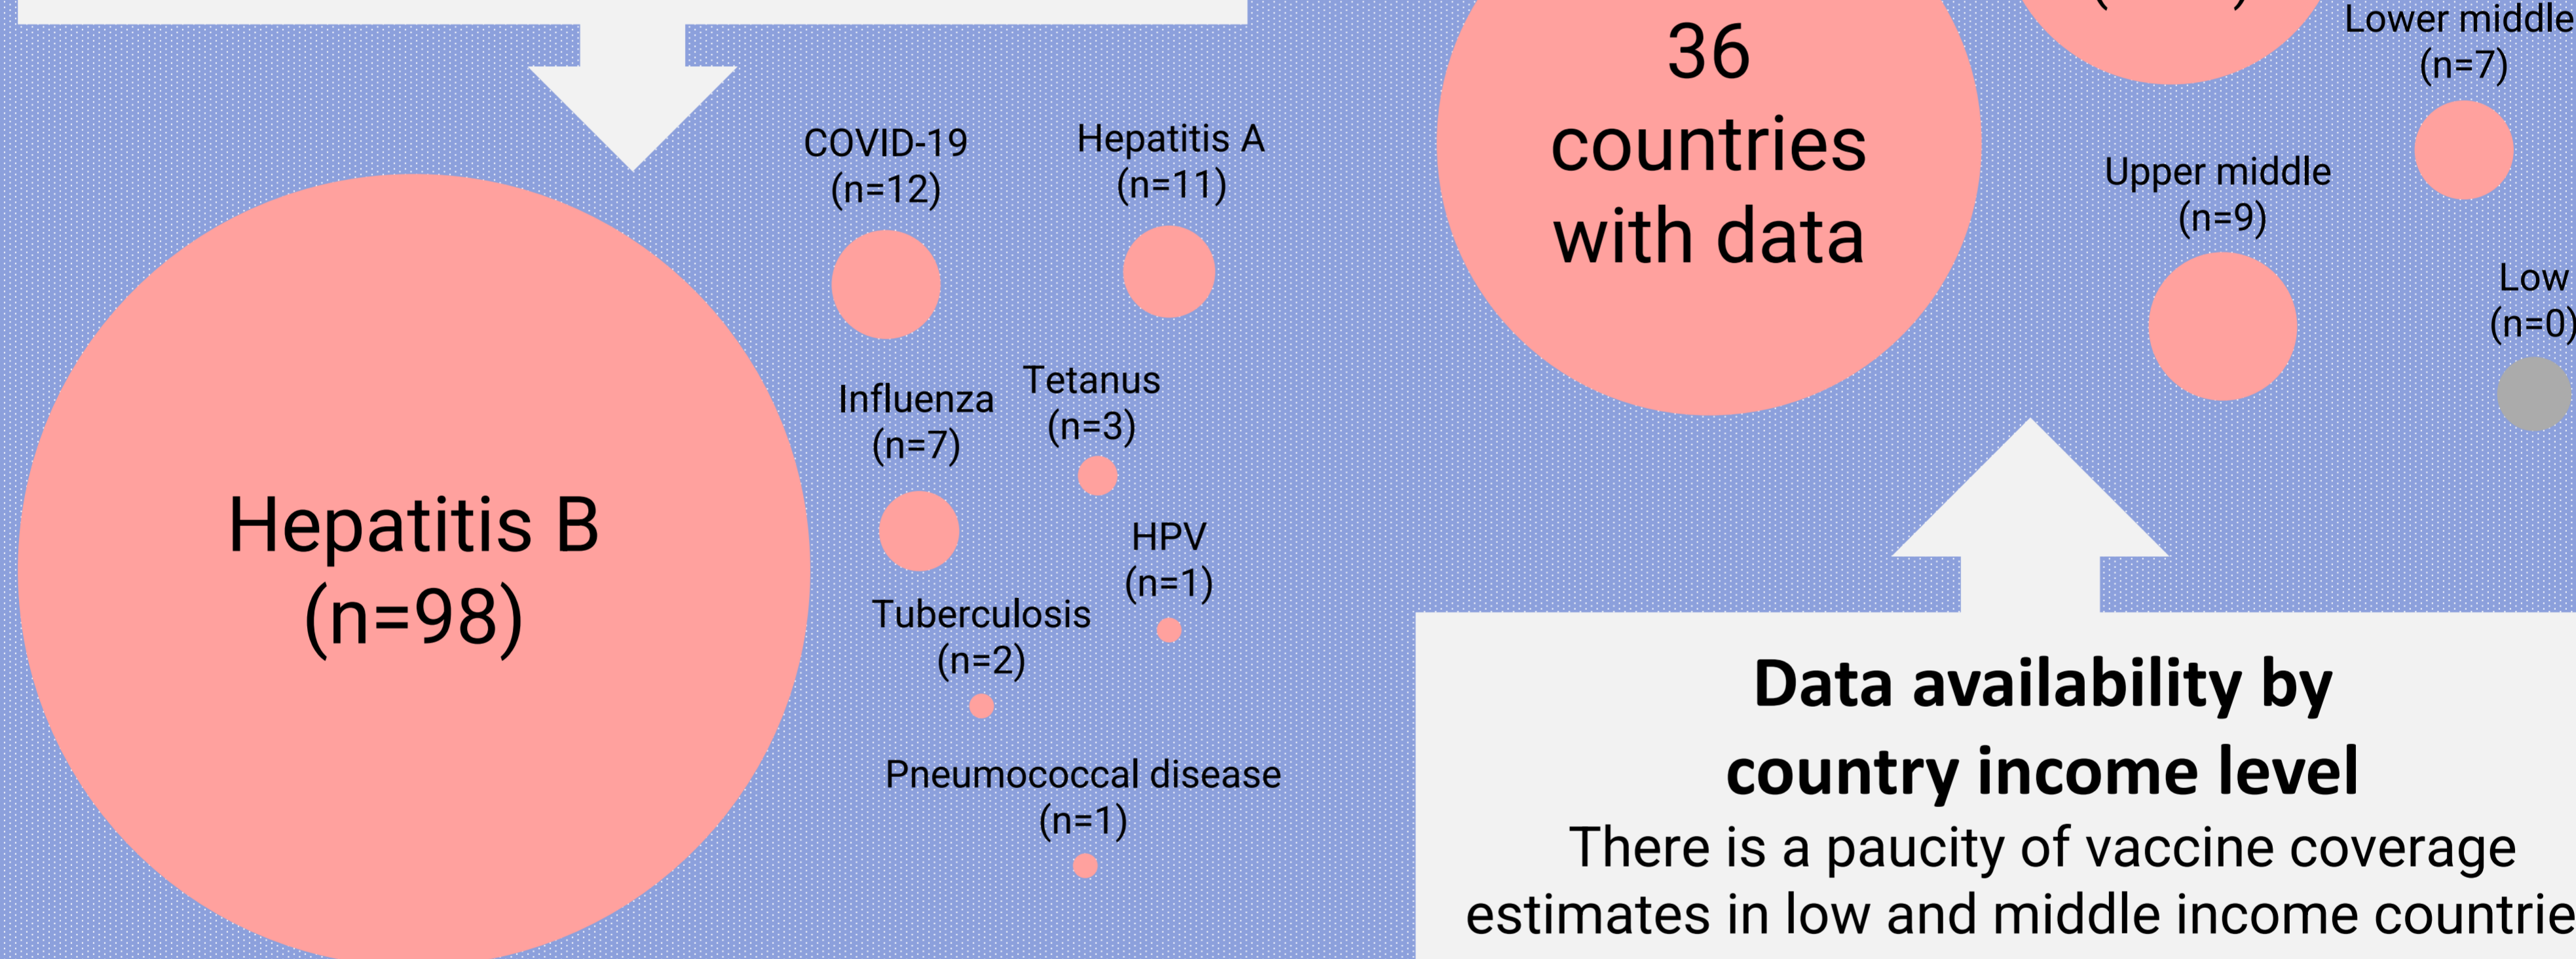 COVID-19
(n=12)
Hepatitis A
(n=11)
Influenza
(n=7)
Tetanus
(n=3)
Hepatitis B
(n=98)
HPV
(n=1)
Tuberculosis
(n=2)
Pneumococcal disease
(n=1)
36
countries
with data
Lower middle
(n=7)
Upper middle
(n=9)
Low
(n=0)
Data availability by
country income level
There is a paucity of vaccine coverage
estimates in low and middle income countrie